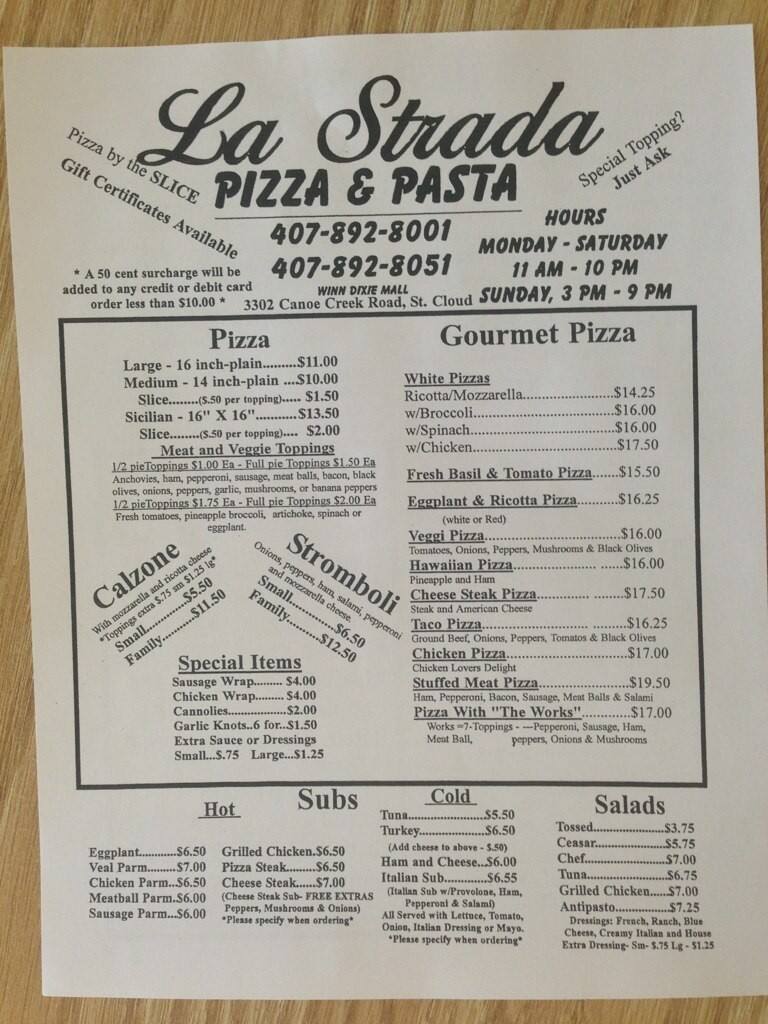 La Strada
PIZZA & PASTA
Pizza by the SLICE
Gift Certificates Available
Special Topping?
Just Ask
407-892-8001
407-892-8051
WINN DIXIE MALL
3302 Canoe Creek Road, St. Cloud
* A 50 cent surcharge will be
added to any credit or debit card
order less than $10.00 *
HOURS
MONDAY - SATURDAY
11 AM - 10 PM
SUNDAY, 3 PM - 9 PM
Pizza
Large - 16 inch-plain.........$11.00
Medium - 14 inch-plain ....$10.00
Slice........($.50 per topping)..... $1.50
Sicilian - 16" X 16"...........$13.50
Slice........($.50 per topping).... $2.00
Meat and Veggie Toppings
1/2 pieToppings $1.00 Ea - Full pie Toppings $1.50 Ea
Anchovies, ham, pepperoni, sausage, meat balls, bacon, black
olives, onions, peppers, garlic, mushrooms, or banana peppers
1/2 pieToppings $1.75 Ea - Full pie Toppings $2.00 Ea
Fresh tomatoes, pineapple broccoli, artichoke, spinach or
eggplant.
Calzone
With mozzarella and ricotta cheese
*Toppings extra $.75 sm $1.25 lg*
Small...............$5.50
Family.............$11.50
Stromboli
Onions, peppers, ham, salami, pepperoni
and mozzarella cheese.
Small..............$6.50
Family............$12.50
Special Items
Sausage Wrap......... $4.00
Chicken Wrap......... $4.00
Cannolies.................$2.00
Garlic Knots..6 for...$1.50
Extra Sauce or Dressings
Small...$.75 Large...$1.25
Gourmet Pizza
White Pizzas
Ricotta/Mozzarella.......................$14.25
w/Broccoli....................................$16.00
w/Spinach.....................................$16.00
w/Chicken.....................................$17.50
Fresh Basil & Tomato Pizza.......$15.50
Eggplant & Ricotta Pizza..........$16.25
(white or Red)
Veggi Pizza...................................$16.00
Tomatoes, Onions, Peppers, Mushrooms & Black Olives
Hawaiian Pizza...................... ......$16.00
Pineapple and Ham
Cheese Steak Pizza................ ......$17.50
Steak and American Cheese
Taco Pizza............................ ......$16.25
Ground Beef, Onions, Peppers, Tomatos & Black Olives
Chicken Pizza...............................$17.00
Chicken Lovers Delight
Stuffed Meat Pizza.......................$19.50
Ham, Pepperoni, Bacon, Sausage, Meat Balls & Salami
Pizza With "The Works"............$17.00
Works =7-Toppings - ---Pepperoni, Sausage, Ham,
Meat Ball, peppers, Onions & Mushrooms
Subs
Hot
Eggplant............$6.50
Veal Parm.........$7.00
Chicken Parm...$6.50
Meatball Parm..$6.00
Sausage Parm...$6.00
Grilled Chicken.$6.50
Pizza Steak........$6.50
Cheese Steak.....$7.00
(Cheese Steak Sub- FREE EXTRAS
Peppers, Mushrooms & Onions)
*Please specify when ordering*
Cold
Tuna.......................$5.50
Turkey....................$6.50
(Add cheese to above - $.50)
Ham and Cheese...$6.00
Italian Sub.............$6.55
(Italian Sub w/Provolone, Ham,
Pepperoni & Salami)
All Served with Lettuce, Tomato,
Onion, Italian Dressing or Mayo.
*Please specify when ordering*
Salads
Tossed......................$3.75
Ceasar......................$5.75
Chef..........................$7.00
Tuna.........................$6.75
Grilled Chicken......$7.00
Antipasto.................$7.25
Dressings: French, Ranch, Blue
Cheese, Creamy Italian and House
Extra Dressing- Sm- $.75 Lg - $1.25